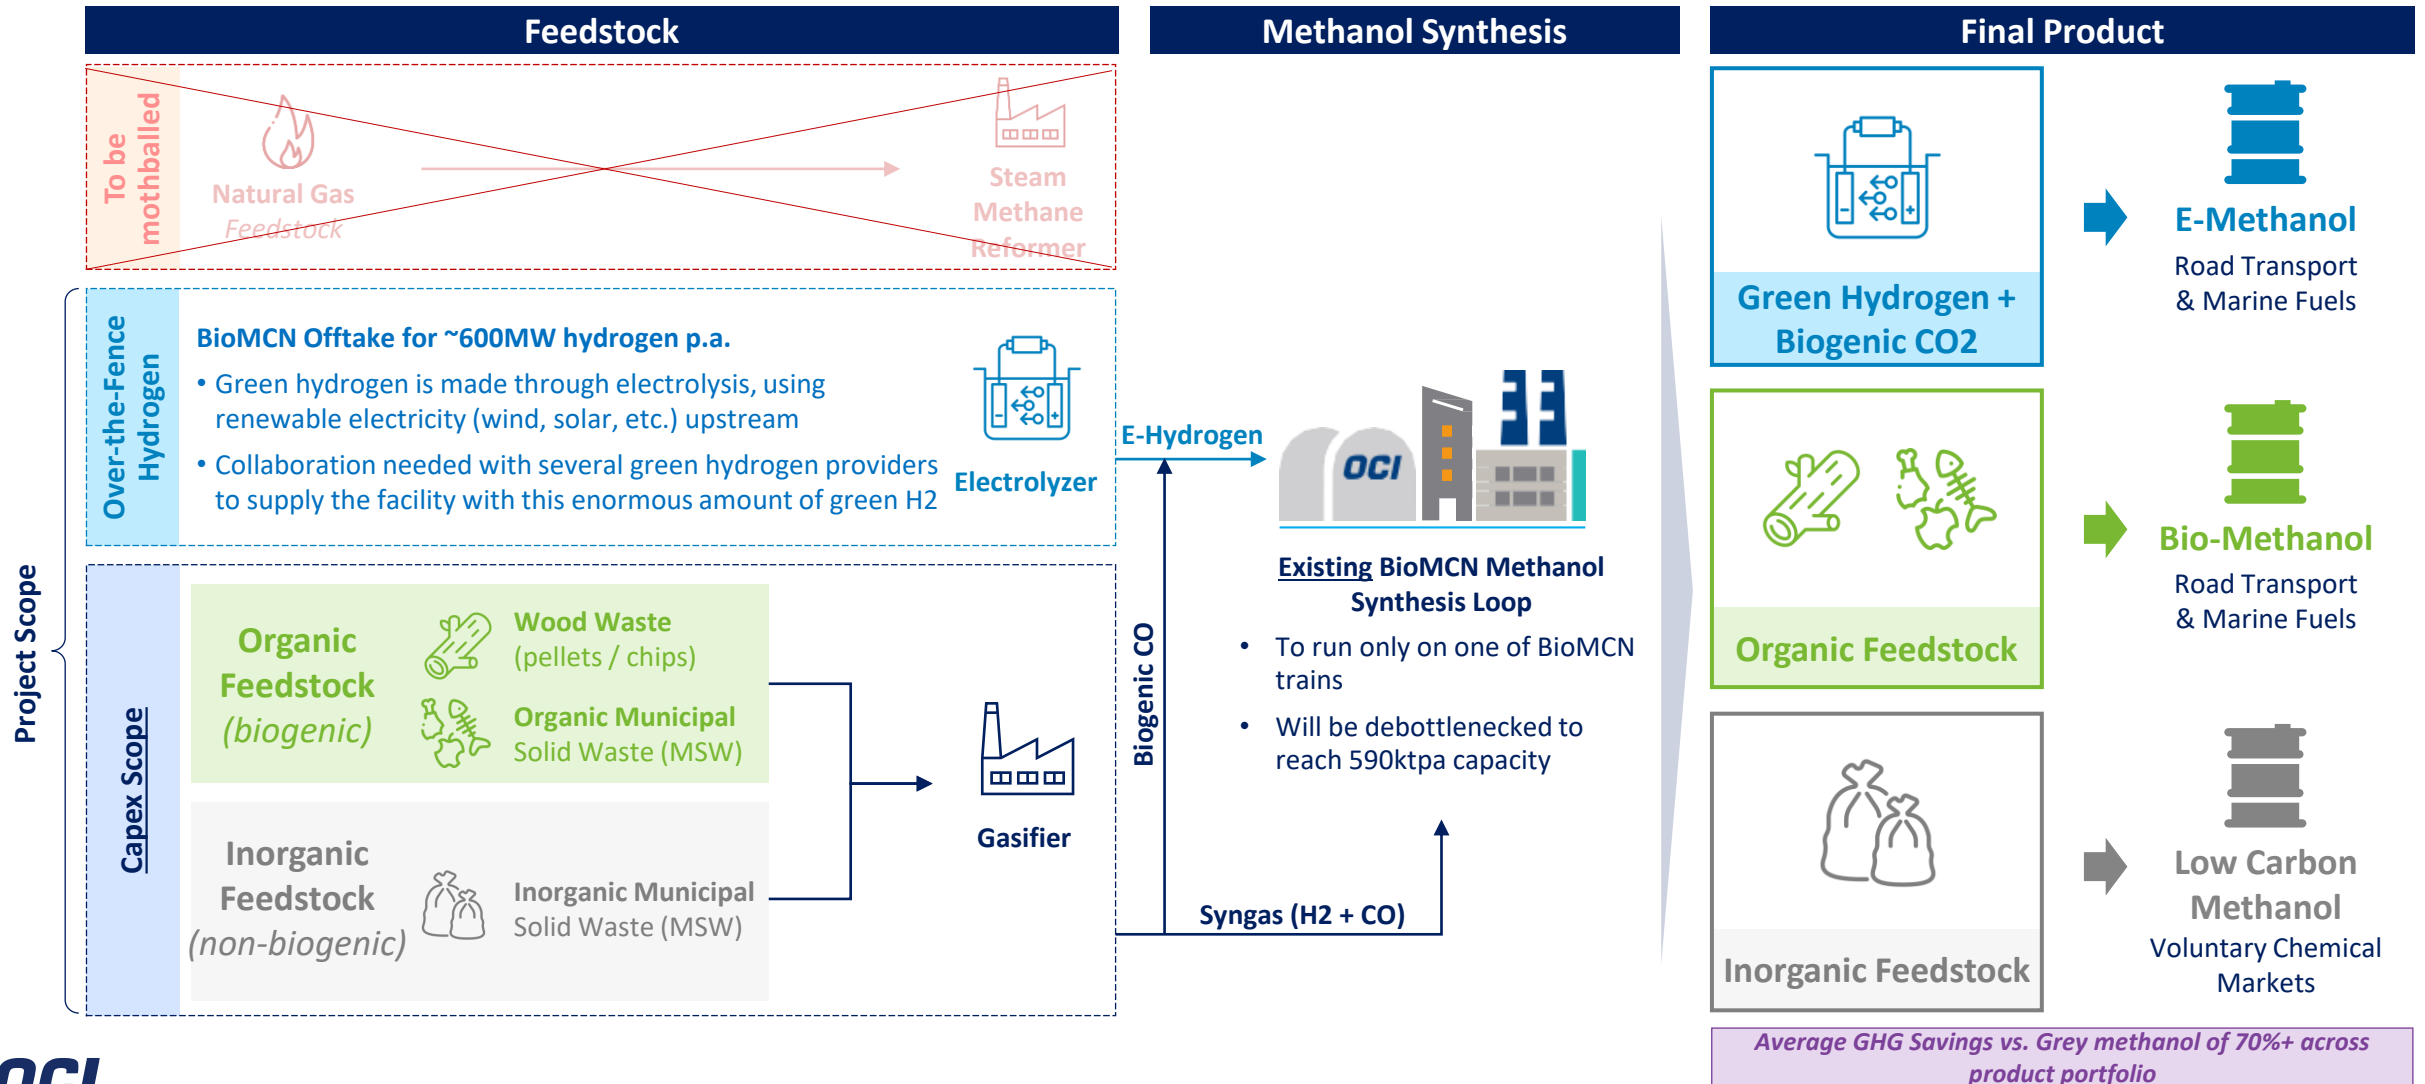 Feedstock
Methanol Synthesis
Final Product
To be
mothballed
Natural Gas
Feedstock
Steam
Methane
Reformer
Project Scope
Over-the-Fence
Hydrogen
BioMCN Offtake for ~600MW hydrogen p.a.
• Green hydrogen is made through electrolysis, using
renewable electricity (wind, solar, etc.) upstream
• Collaboration needed with several green hydrogen providers
to supply the facility with this enormous amount of green H2
Electrolyzer
Capex Scope
Organic
Feedstock
(biogenic)
Wood Waste
(pellets / chips)
Organic Municipal
Solid Waste (MSW)
Inorganic
Feedstock
(non-biogenic)
Inorganic Municipal
Solid Waste (MSW)
Gasifier
E-Hydrogen
Biogenic CO
Syngas (H2 + CO)
OCI
Existing BioMCN Methanol
Synthesis Loop
• To run only on one of BioMCN
trains
• Will be debottlenecked to
reach 590ktpa capacity
Green Hydrogen +
Biogenic CO2
E-Methanol
Road Transport
& Marine Fuels
Organic Feedstock
Bio-Methanol
Road Transport
& Marine Fuels
Inorganic Feedstock
Low Carbon
Methanol
Voluntary Chemical
Markets
Average GHG Savings vs. Grey methanol of 70%+ across
product portfolio
OCI